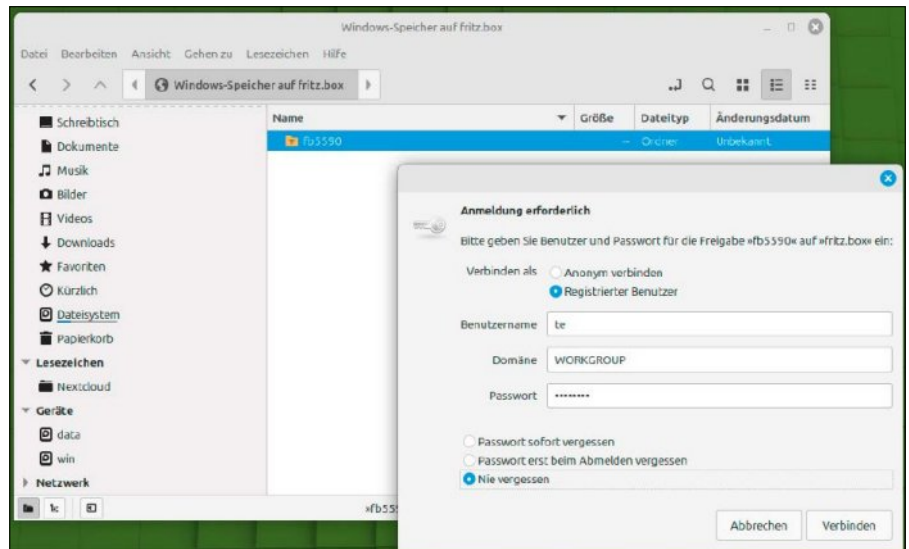 Windows-Speicher auf fritz.box
Datei Bearbeiten Ansicht Gehen zu Lesezeichen Hilfe
Windows-Speicher auf fritz.box
Name Größe Dateityp Änderungsdatum
fb5590 – Ordner Unbekannt
Schreibtisch
Dokumente
Musik
Bilder
Videos
Downloads
Favoriten
Kürzlich
Dateisystem
Papierkorb
Lesezeichen
Nextcloud
Geräte
data
win
Netzwerk
»fb559
Anmeldung erforderlich
Bitte geben Sie Benutzer und Passwort für die Freigabe »fb5590« auf »fritz.box« ein:
Verbinden als Anonym verbinden
Registrierter Benutzer
Benutzername te
Domäne WORKGROUP
Passwort ••••••••
Passwort sofort vergessen
Passwort erst beim Abmelden vergessen
Nie vergessen
Abbrechen Verbinden